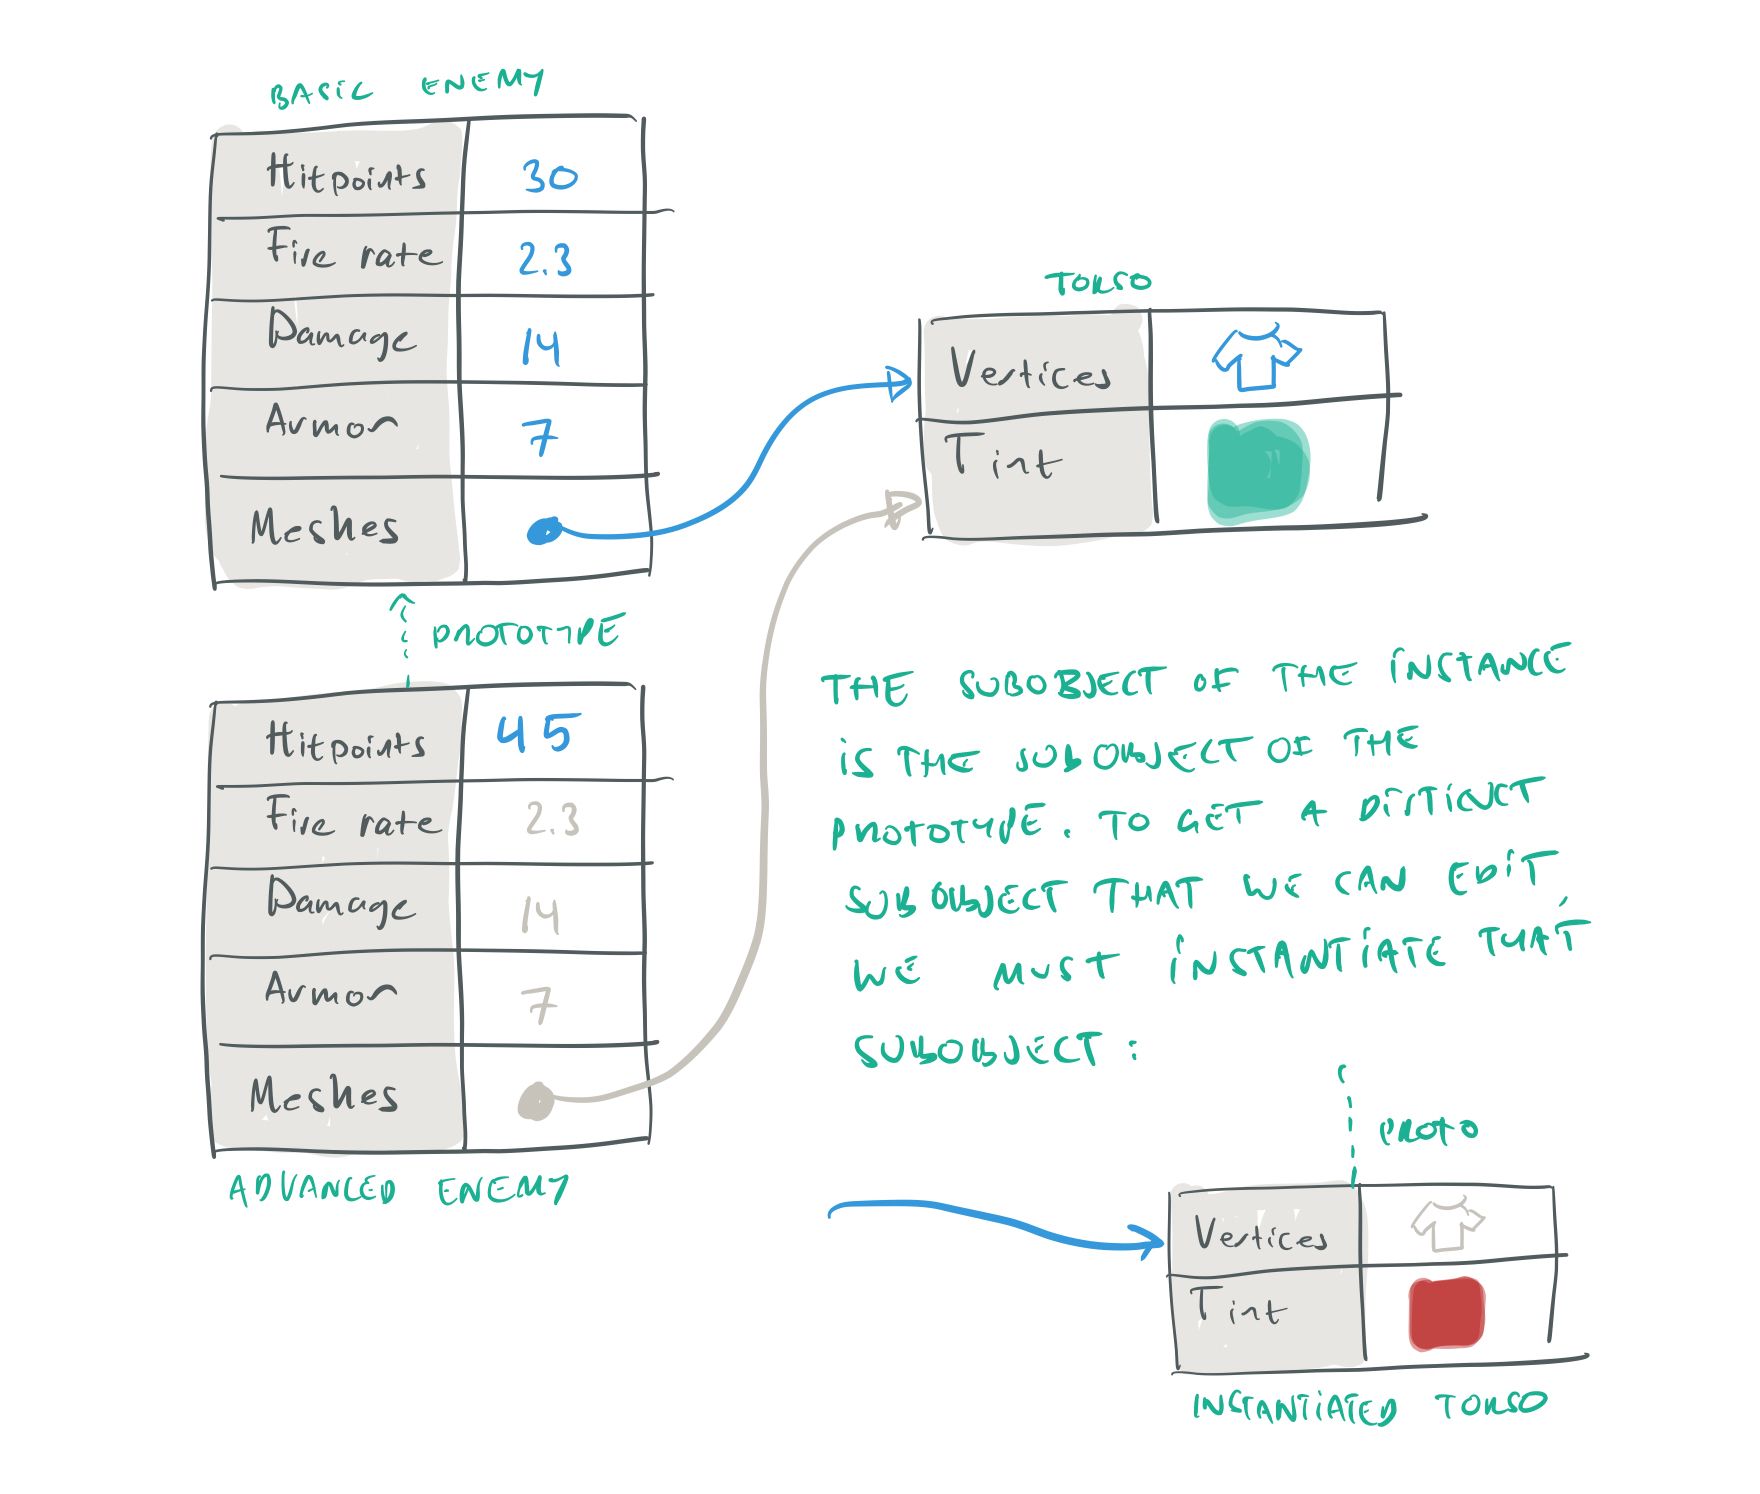 BASIC ENEMY
Hitpoints 30
Fire rate 2.3
Damage 14
Armor 7
Meshes
PROTOTYPE
Hitpoints 45
Fire rate 2.3
Damage 14
Armor 7
Meshes
ADVANCED ENEMY
TORSO
Vertices
Tint
THE SUBOBJECT OF THE INSTANCE
IS THE SUBOBJECT OF THE
PROTOTYPE. TO GET A DISTINCT
SUBOBJECT THAT WE CAN EDIT,
WE MUST INSTANTIATE THAT
SUBOBJECT:
PROTO
Vertices
Tint
INSTANTIATED TORSO